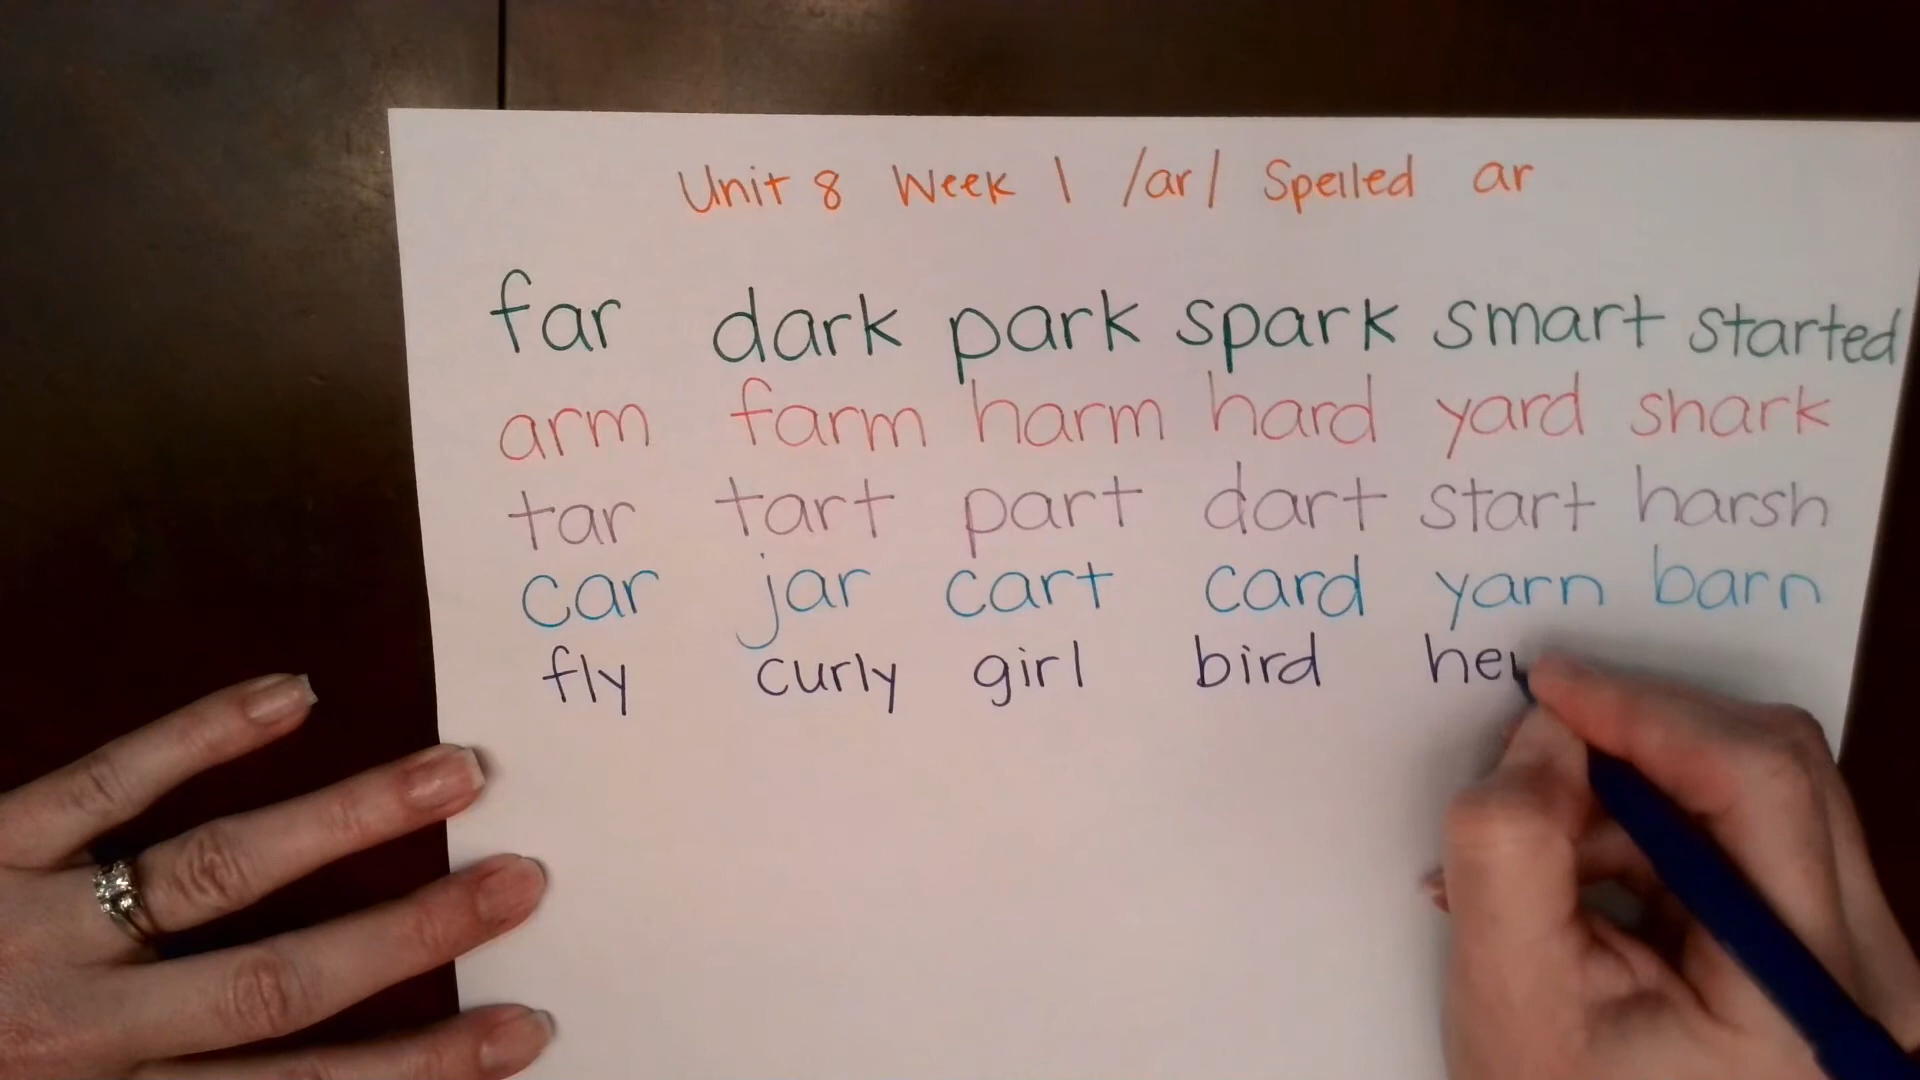 Unit 8 Week 1 /ar/ Spelled ar
far dark park spark smart started
arm farm harm hard yard shark
tar tart part dart start harsh
car jar cart card yarn barn
fly curly girl bird